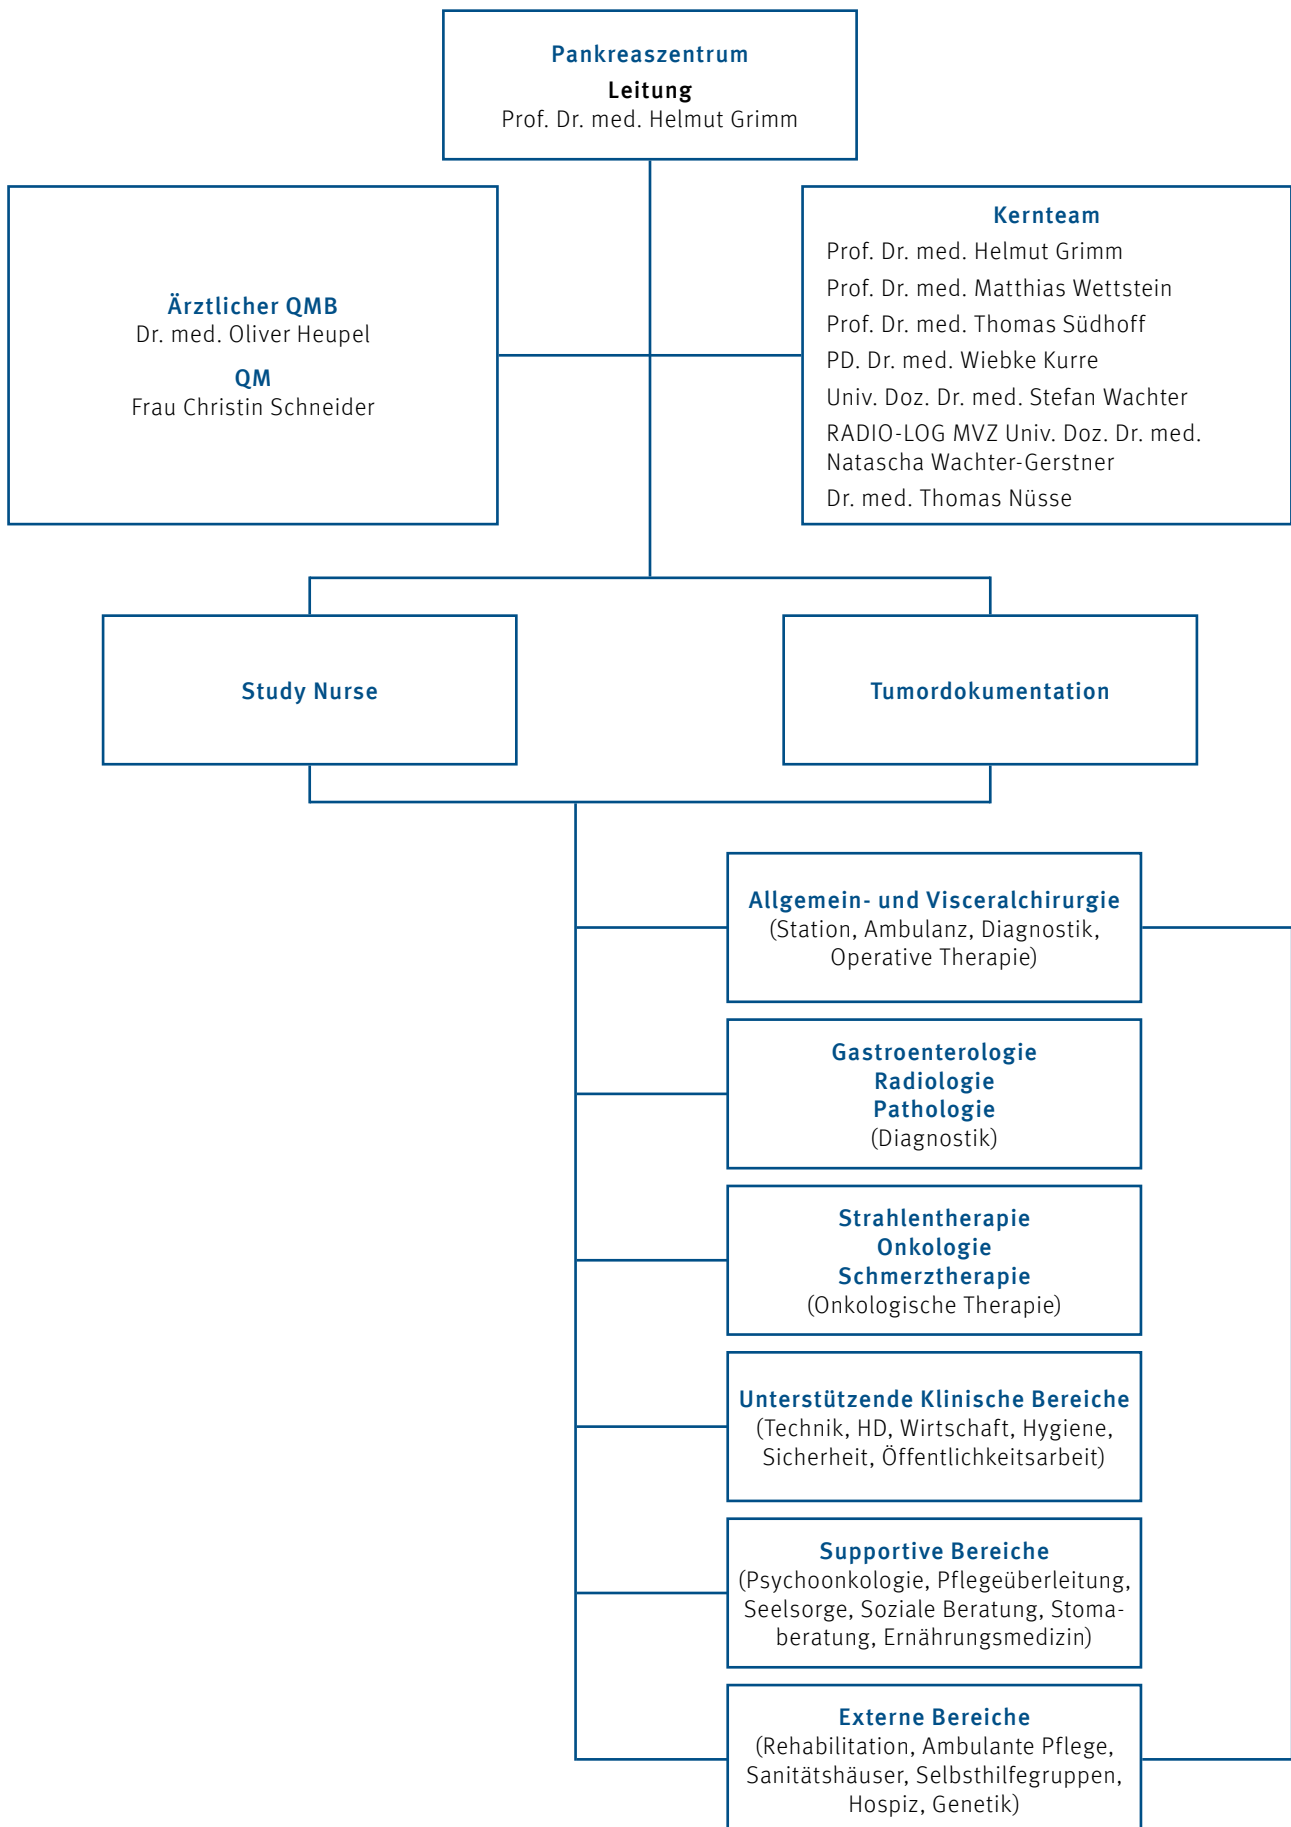 Pankreaszentrum
Leitung
Prof. Dr. med. Helmut Grimm
Ärztlicher QMB
Dr. med. Oliver Heupel
QM
Frau Christin Schneider
Kernteam
Prof. Dr. med. Helmut Grimm
Prof. Dr. med. Matthias Wettstein
Prof. Dr. med. Thomas Südhoff
PD. Dr. med. Wiebke Kurre
Univ. Doz. Dr. med. Stefan Wachter
RADIO-LOG MVZ Univ. Doz. Dr. med.
Natascha Wachter-Gerstner
Dr. med. Thomas Nüsse
Study Nurse
Tumordokumentation
Allgemein- und Visceralchirurgie
(Station, Ambulanz, Diagnostik,
Operative Therapie)
Gastroenterologie
Radiologie
Pathologie
(Diagnostik)
Strahlentherapie
Onkologie
Schmerztherapie
(Onkologische Therapie)
Unterstützende Klinische Bereiche
(Technik, HD, Wirtschaft, Hygiene,
Sicherheit, Öffentlichkeitsarbeit)
Supportive Bereiche
(Psychoonkologie, Pflegeüberleitung,
Seelsorge, Soziale Beratung, Stoma-
beratung, Ernährungsmedizin)
Externe Bereiche
(Rehabilitation, Ambulante Pflege,
Sanitätshäuser, Selbsthilfegruppen,
Hospiz, Genetik)